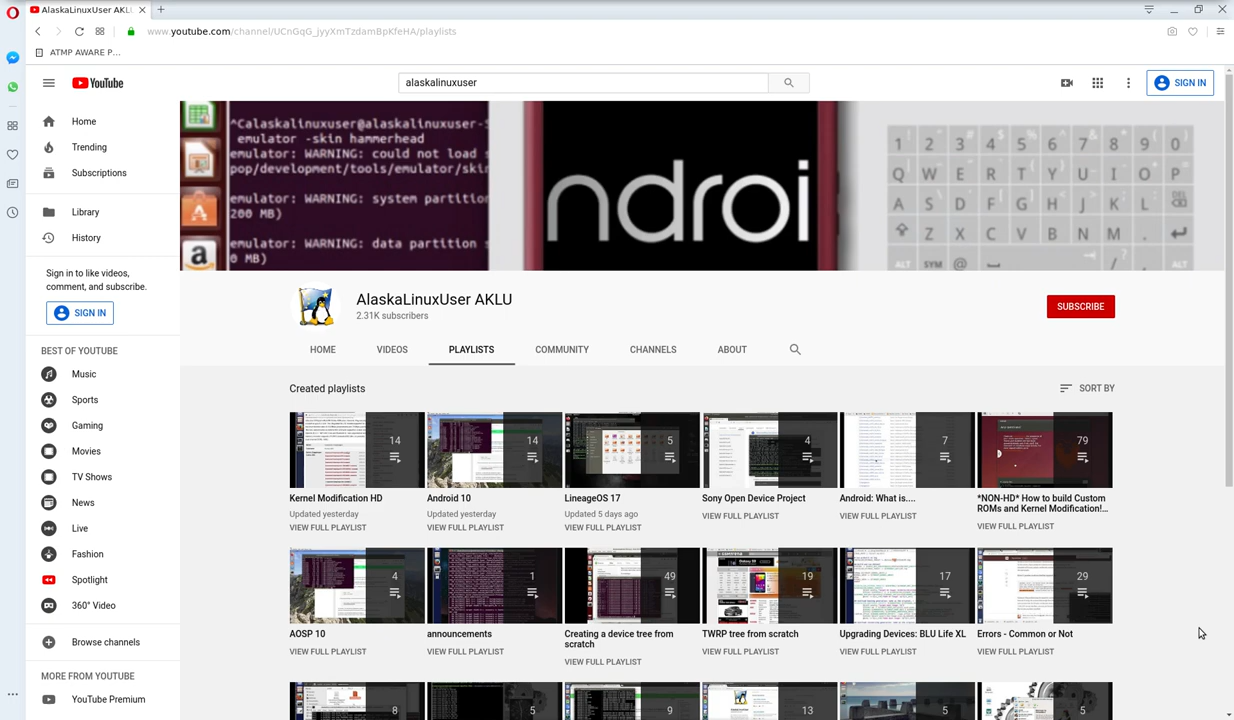 AlaskaLinuxUser AKL
www.youtube.com/channel/UCnGqG_jyyXmTzdamBpKfeHA/playlists
ATMP AWARE P...
YouTube
alaskalinuxuser
SIGN IN
Home
Trending
Subscriptions
Library
History
Sign in to like videos,
comment, and subscribe.
SIGN IN
BEST OF YOUTUBE
Music
Sports
Gaming
Movies
TV Shows
News
Live
Fashion
Spotlight
360° Video
Browse channels
MORE FROM YOUTUBE
YouTube Premium
^Calaskalinuxuser@alaskalinuxuser-
emulator -skin hammerhead
emulator: WARNING: could not load
pop/development/tools/emulator/skin
emulator: WARNING: system partition
200 MB)
emulator: WARNING: data partition
0 MB)
ndroi
1 2 3 4 5 6 7 8 9 0
Q W E R T Y U I O P
A S D F G H J K L DEL
Z X C V B N M .
ALT SYM @ / ? ALT
AlaskaLinuxUser AKLU
2.31K subscribers
SUBSCRIBE
HOME VIDEOS PLAYLISTS COMMUNITY CHANNELS ABOUT
Created playlists
SORT BY
14
Kernel Modification HD
Updated yesterday
VIEW FULL PLAYLIST
14
Android 10
Updated yesterday
VIEW FULL PLAYLIST
5
LineageOS 17
Updated 5 days ago
VIEW FULL PLAYLIST
4
Sony Open Device Project
VIEW FULL PLAYLIST
7
Android: What is....
VIEW FULL PLAYLIST
79
*NON-HD* How to build Custom
ROMs and Kernel Modification!...
VIEW FULL PLAYLIST
4
AOSP 10
VIEW FULL PLAYLIST
1
announcements
VIEW FULL PLAYLIST
49
Creating a device tree from
scratch
VIEW FULL PLAYLIST
19
TWRP tree from scratch
VIEW FULL PLAYLIST
17
Upgrading Devices: BLU Life XL
VIEW FULL PLAYLIST
29
Errors - Common or Not
VIEW FULL PLAYLIST
8
5
9
13
5
5